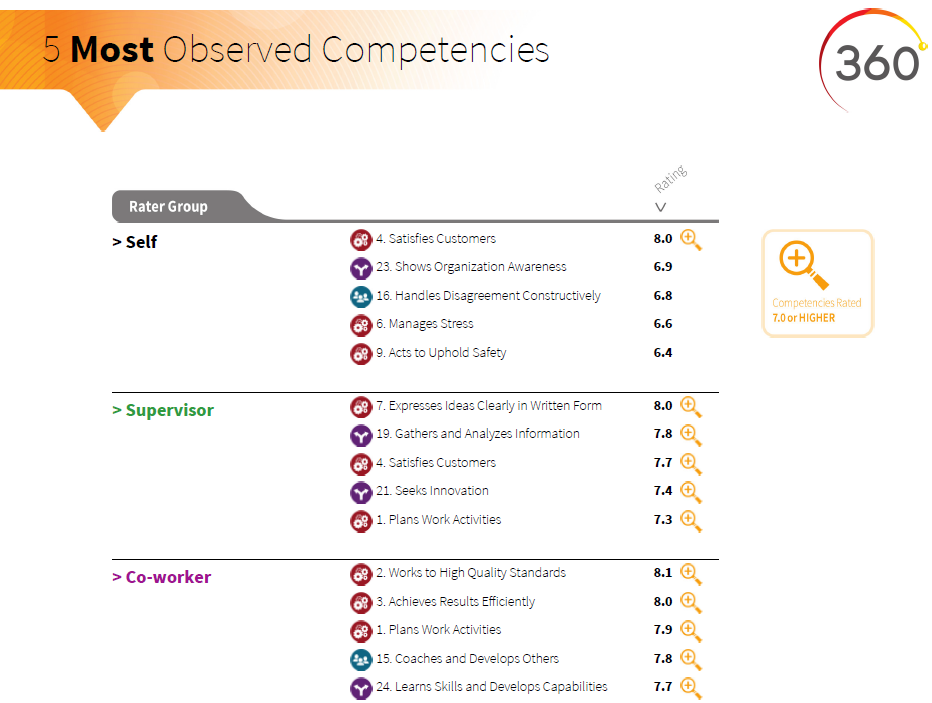 5 Most Observed Competencies
360
Rating
Rater Group
> Self
4. Satisfies Customers 8.0
23. Shows Organization Awareness 6.9
16. Handles Disagreement Constructively 6.8
6. Manages Stress 6.6
9. Acts to Uphold Safety 6.4
Competencies Rated
7.0 or HIGHER
> Supervisor
7. Expresses Ideas Clearly in Written Form 8.0
19. Gathers and Analyzes Information 7.8
4. Satisfies Customers 7.7
21. Seeks Innovation 7.4
1. Plans Work Activities 7.3
> Co-worker
2. Works to High Quality Standards 8.1
3. Achieves Results Efficiently 8.0
1. Plans Work Activities 7.9
15. Coaches and Develops Others 7.8
24. Learns Skills and Develops Capabilities 7.7